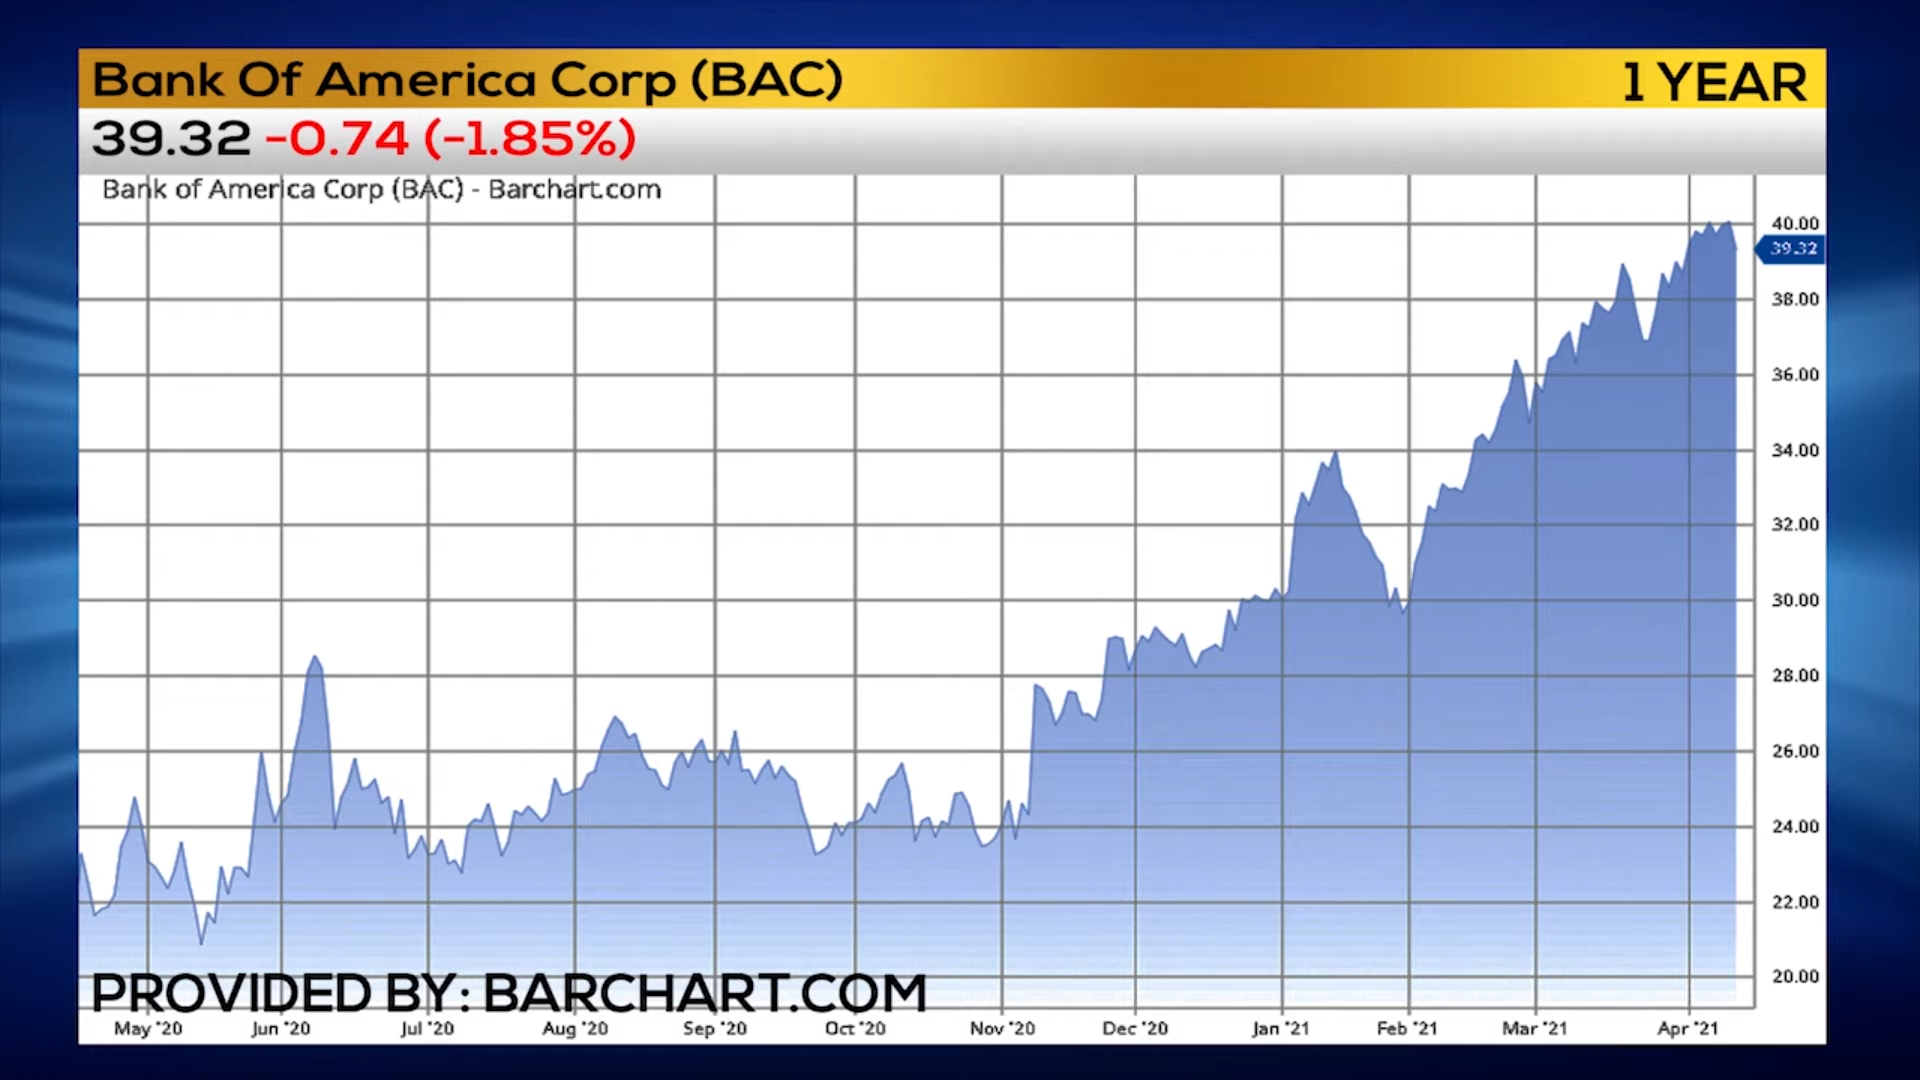 Bank Of America Corp (BAC)
1 YEAR
39.32 -0.74 (-1.85%)
Bank of America Corp (BAC) - Barchart.com
40.00
39.32
38.00
36.00
34.00
32.00
30.00
28.00
26.00
24.00
22.00
20.00
PROVIDED BY: BARCHART.COM
May '20 Jun '20 Jul '20 Aug '20 Sep '20 Oct '20 Nov '20 Dec '20 Jan '21 Feb '21 Mar '21 Apr '21